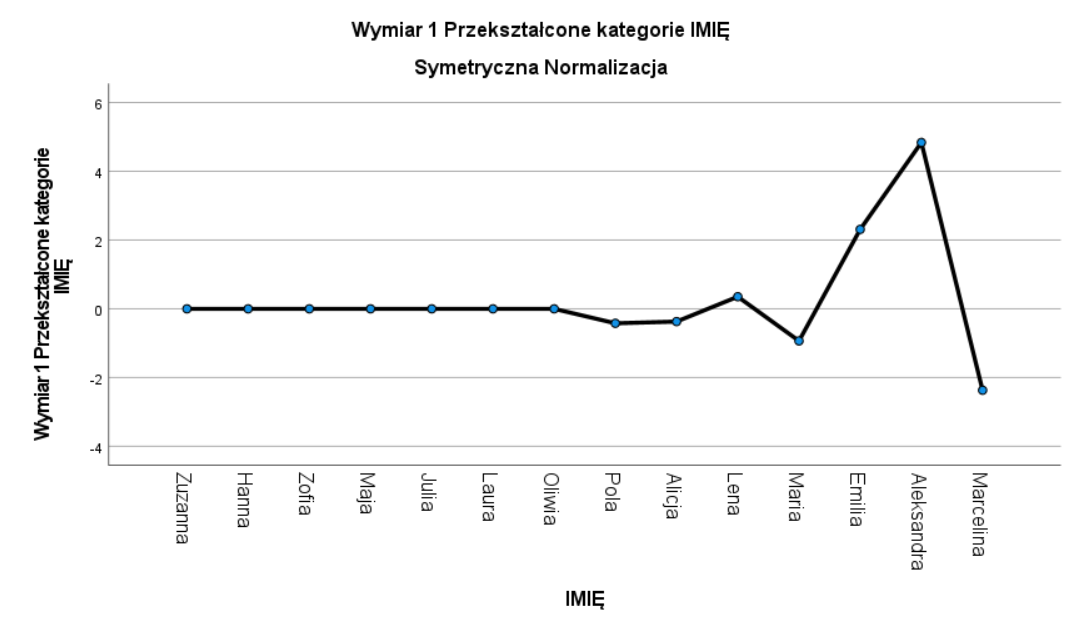 Wymiar 1 Przekształcone kategorie IMIĘ
Symetryczna Normalizacja
Wymiar 1 Przekształcone kategorie
IMIĘ
6
4
2
0
-2
-4
Zuzanna
Hanna
Zofia
Maja
Julia
Laura
Oliwia
Pola
Alicja
Lena
Maria
Emilia
Aleksandra
Marcelina
IMIĘ